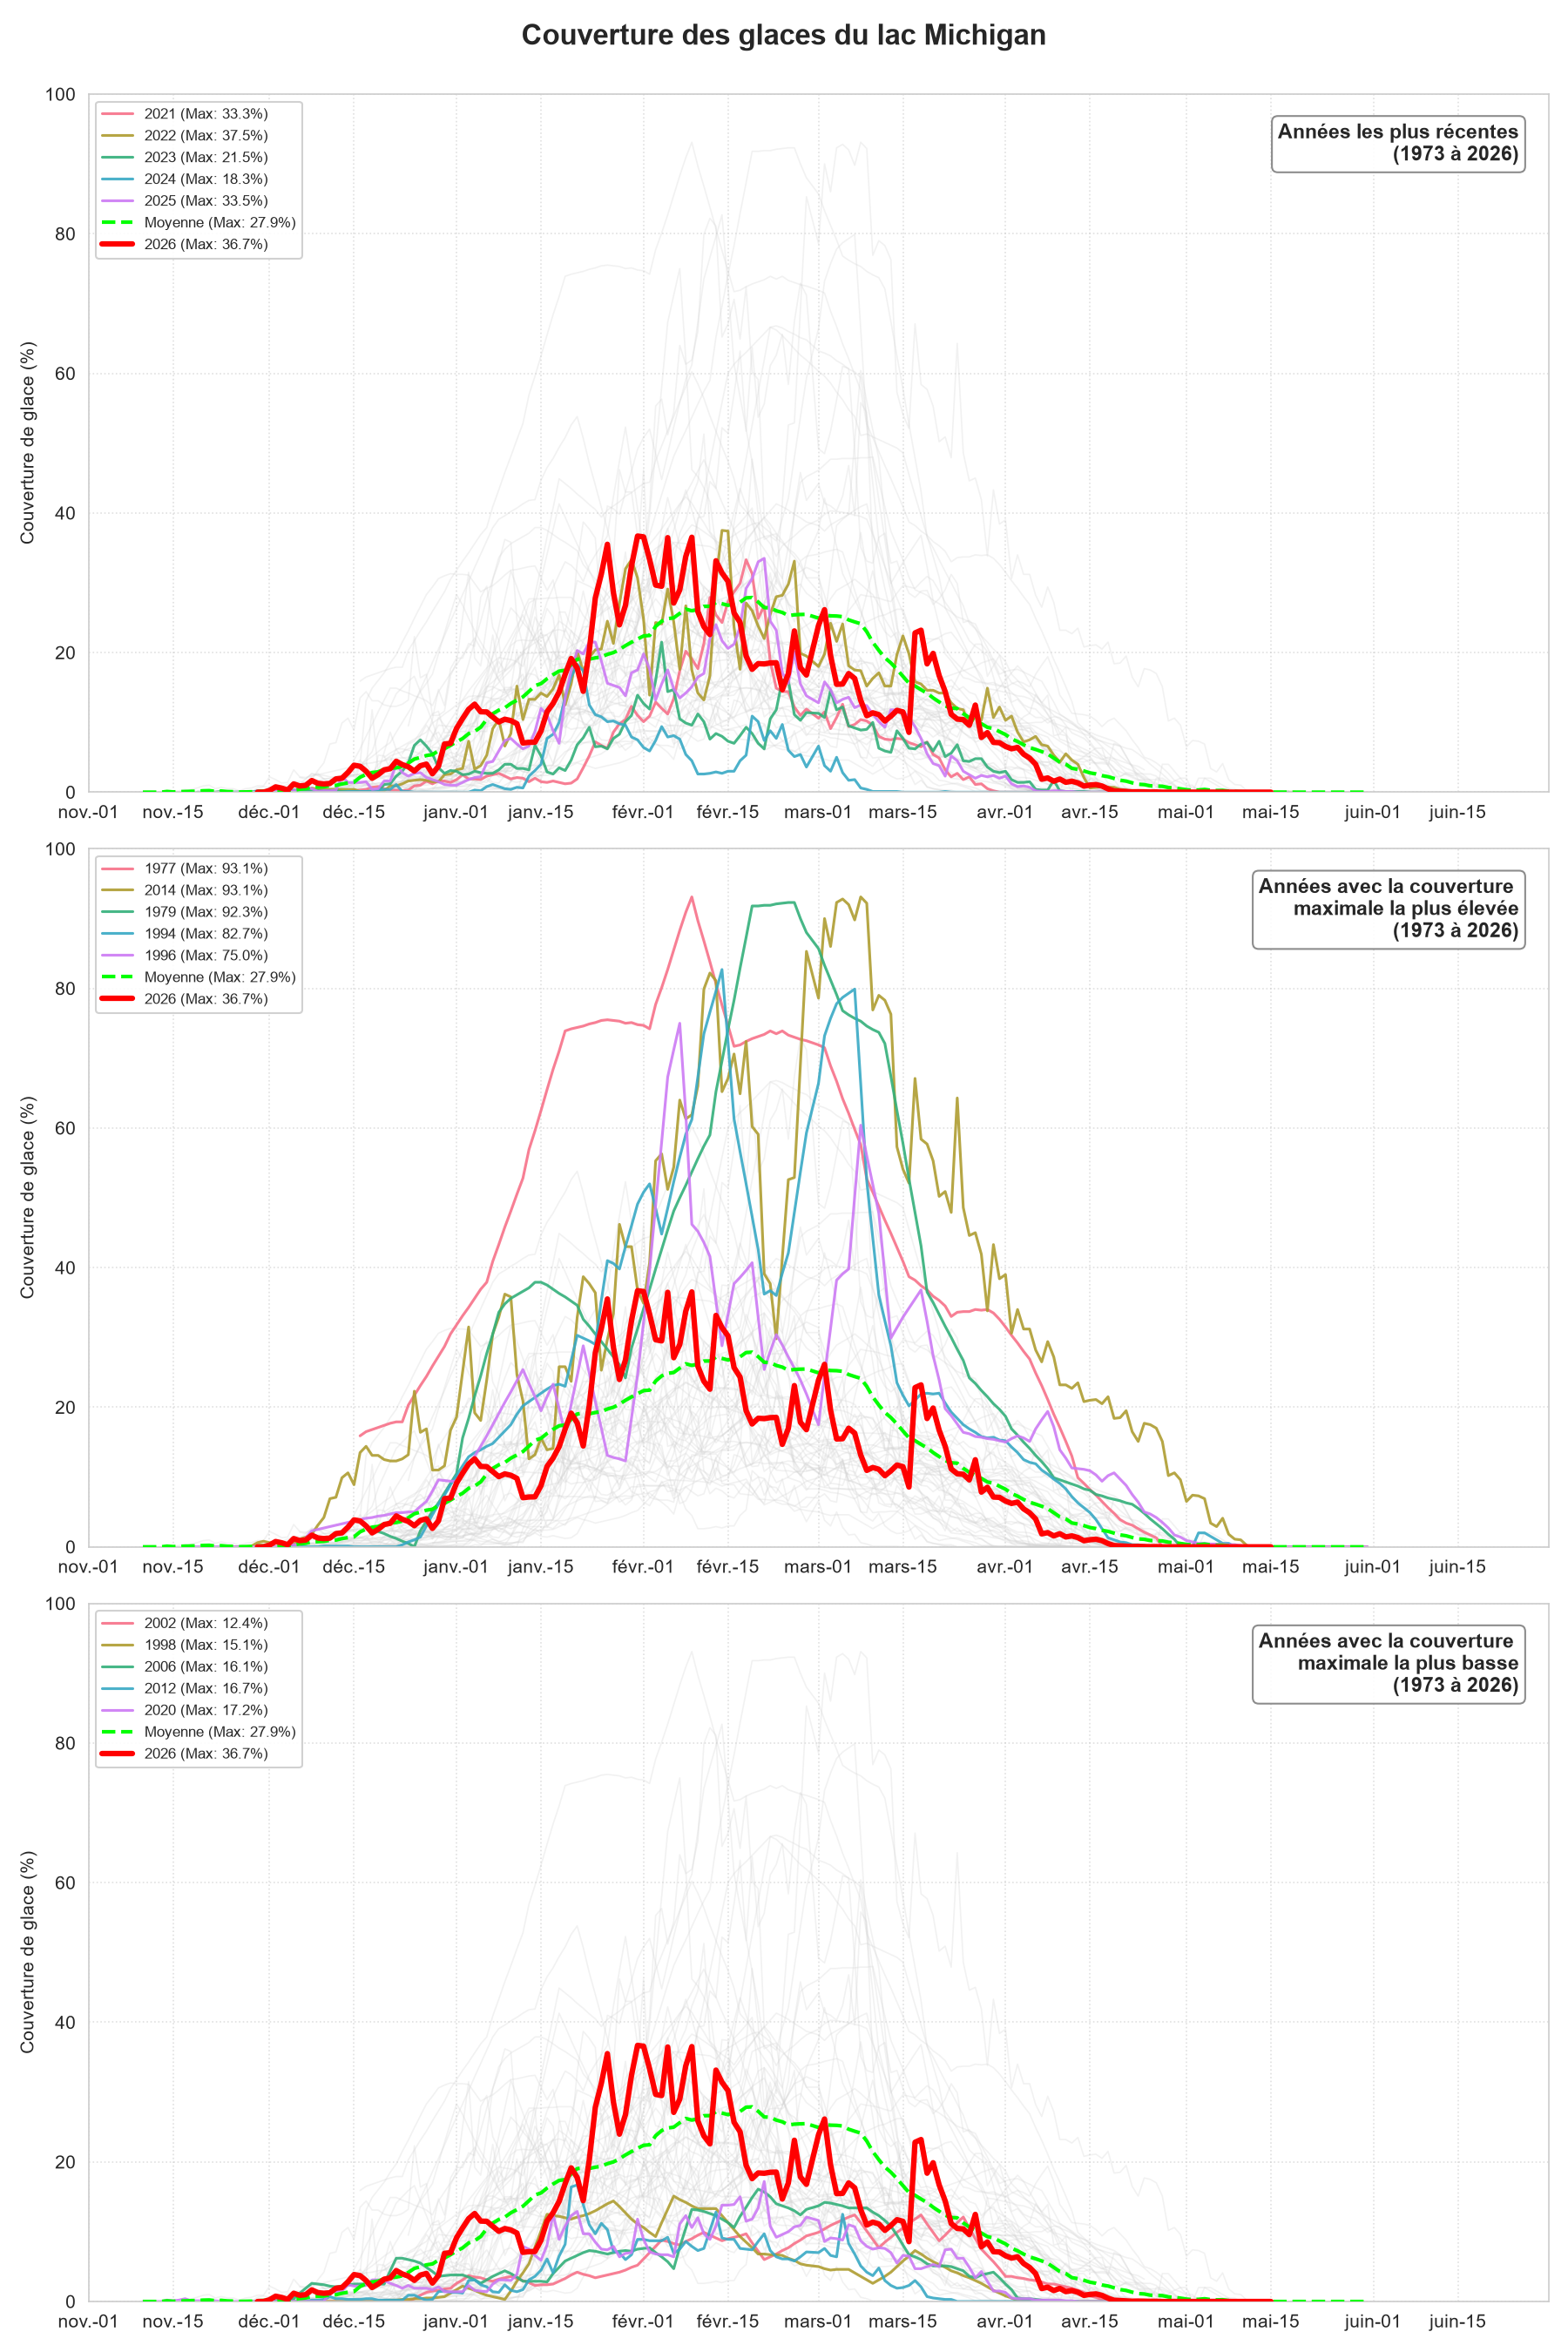 Couverture des glaces du lac Michigan
100
80
60
40
20
0
Couverture de glace (%)
2021 (Max: 33.3%)
2022 (Max: 37.5%)
2023 (Max: 21.5%)
2024 (Max: 18.3%)
2025 (Max: 33.5%)
Moyenne (Max: 27.9%)
2026 (Max: 36.7%)
Années les plus récentes
(1973 à 2026)
nov.-01 nov.-15 déc.-01 déc.-15 janv.-01 janv.-15 févr.-01 févr.-15 mars-01 mars-15 avr.-01 avr.-15 mai-01 mai-15 juin-01 juin-15
100
80
60
40
20
0
Couverture de glace (%)
1977 (Max: 93.1%)
2014 (Max: 93.1%)
1979 (Max: 92.3%)
1994 (Max: 82.7%)
1996 (Max: 75.0%)
Moyenne (Max: 27.9%)
2026 (Max: 36.7%)
Années avec la couverture
maximale la plus élevée
(1973 à 2026)
nov.-01 nov.-15 déc.-01 déc.-15 janv.-01 janv.-15 févr.-01 févr.-15 mars-01 mars-15 avr.-01 avr.-15 mai-01 mai-15 juin-01 juin-15
100
80
60
40
20
0
Couverture de glace (%)
2002 (Max: 12.4%)
1998 (Max: 15.1%)
2006 (Max: 16.1%)
2012 (Max: 16.7%)
2020 (Max: 17.2%)
Moyenne (Max: 27.9%)
2026 (Max: 36.7%)
Années avec la couverture
maximale la plus basse
(1973 à 2026)
nov.-01 nov.-15 déc.-01 déc.-15 janv.-01 janv.-15 févr.-01 févr.-15 mars-01 mars-15 avr.-01 avr.-15 mai-01 mai-15 juin-01 juin-15